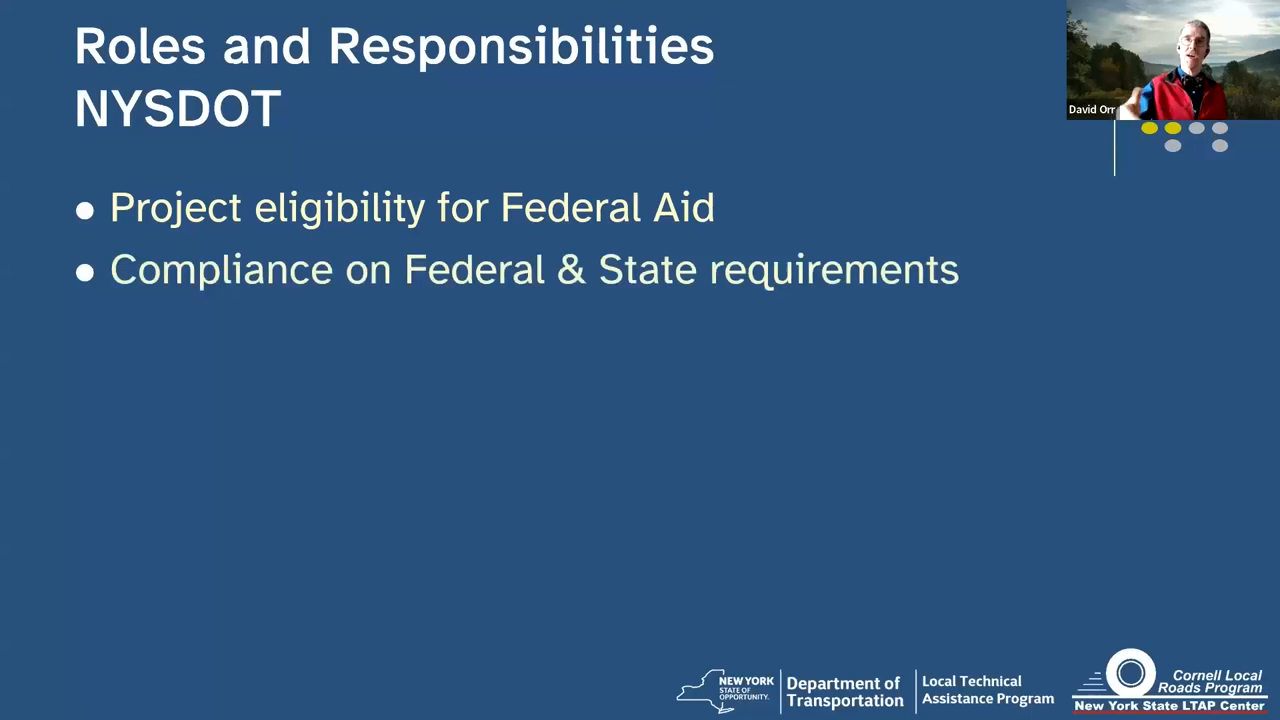 Roles and Responsibilities
NYSDOT
David Orr
● Project eligibility for Federal Aid
● Compliance on Federal & State requirements
NEW YORK
STATE OF
OPPORTUNITY.
Department of
Transportation
Local Technical
Assistance Program
Cornell Local
Roads Program
New York State LTAP Center